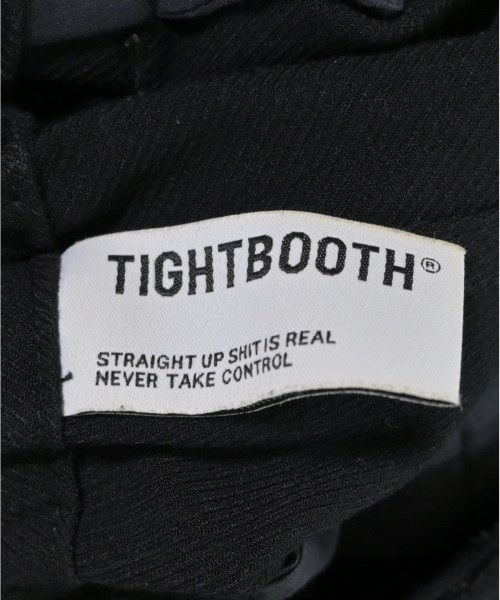 TIGHTBOOTH®
STRAIGHT UP SHIT IS REAL
NEVER TAKE CONTROL